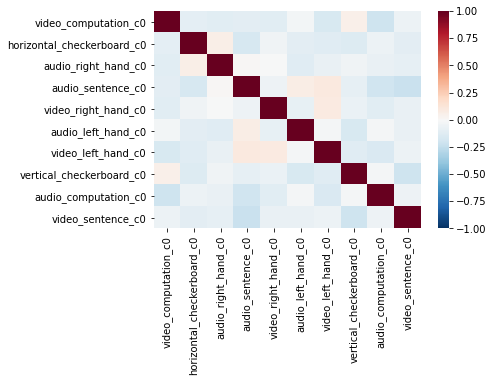 video_computation_c0
horizontal_checkerboard_c0
audio_right_hand_c0
audio_sentence_c0
video_right_hand_c0
audio_left_hand_c0
video_left_hand_c0
vertical_checkerboard_c0
audio_computation_c0
video_sentence_c0
video_computation_c0
horizontal_checkerboard_c0
audio_right_hand_c0
audio_sentence_c0
video_right_hand_c0
audio_left_hand_c0
video_left_hand_c0
vertical_checkerboard_c0
audio_computation_c0
video_sentence_c0
1.00
0.75
0.50
0.25
0.00
−0.25
−0.50
−0.75
−1.00